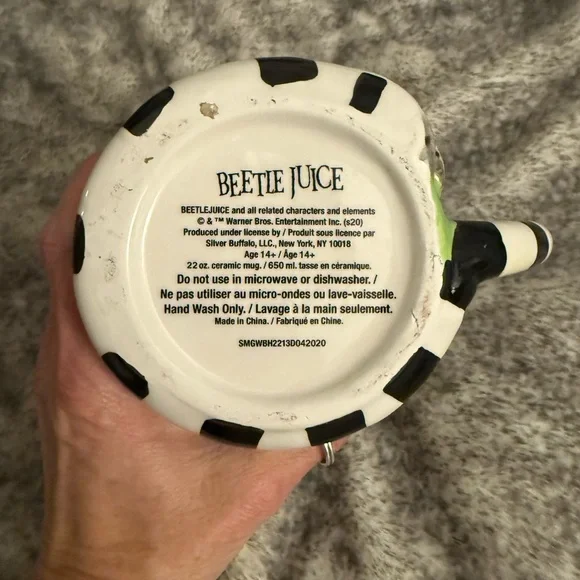 BEETLE JUICE
BEETLEJUICE and all related characters and elements
© & ™ Warner Bros. Entertainment Inc. (s20)
Produced under license by / Produit sous licence par
Silver Buffalo, LLC., New York, NY 10018
Age 14+ / Âge 14+
22 oz. ceramic mug. / 650 ml. tasse en céramique.
Do not use in microwave or dishwasher. /
Ne pas utiliser au micro-ondes ou lave-vaisselle.
Hand Wash Only. / Lavage à la main seulement.
Made in China. / Fabriqué en Chine.
SMGWBH2213D042020